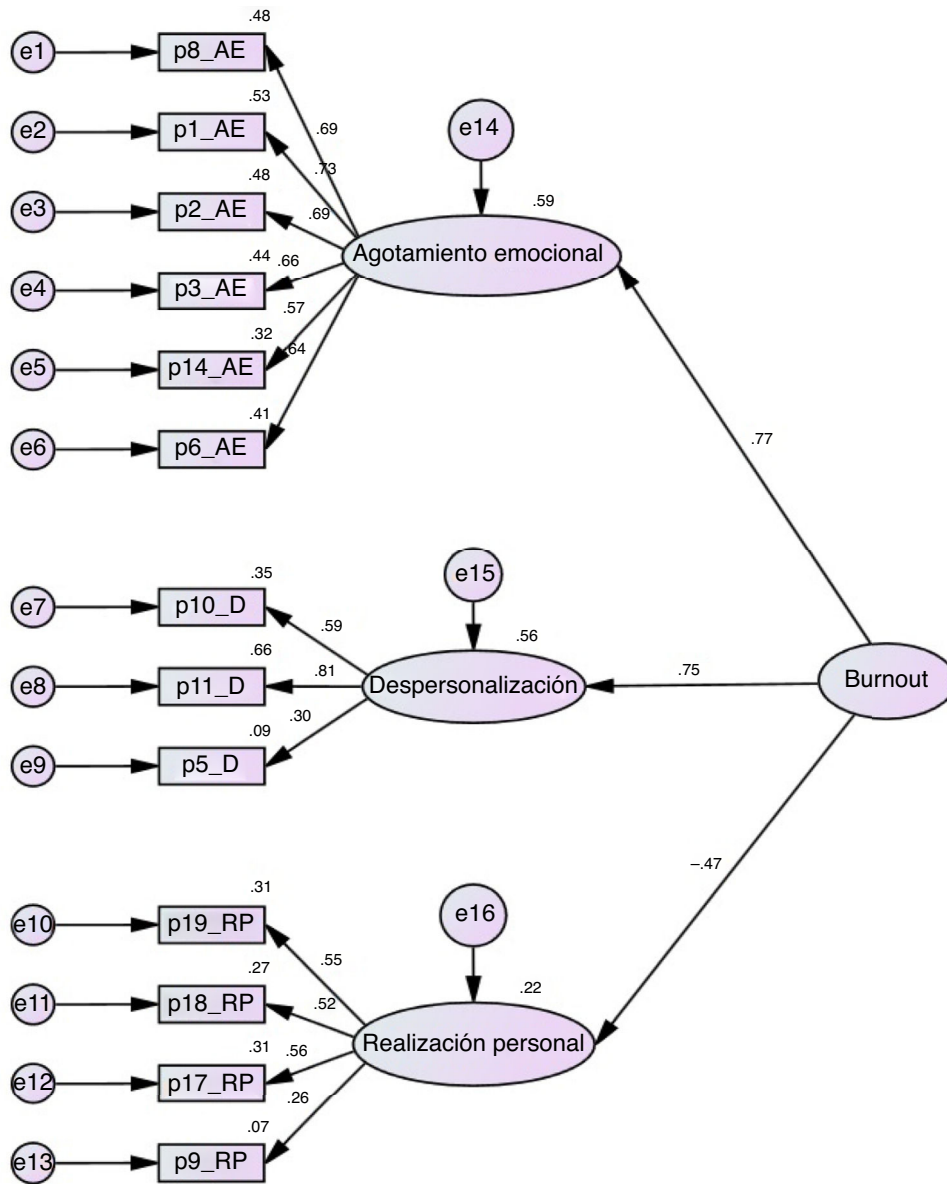 .48
e1
p8_AE
.53
.69
e14
e2
p1_AE
.73
.48
e3
p2_AE
.69
.59
Agotamiento emocional
.44
.66
e4
p3_AE
.57
.32
.64
e5
p14_AE
.41
e6
p6_AE
.77
.35
e15
e7
p10_D
.59
.56
.66
.81
.75
e8
p11_D
Despersonalización
Burnout
.30
.09
e9
p5_D
–.47
.31
e16
e10
p19_RP
.55
.27
.22
e11
p18_RP
.52
Realización personal
.31
.56
e12
p17_RP
.26
.07
e13
p9_RP